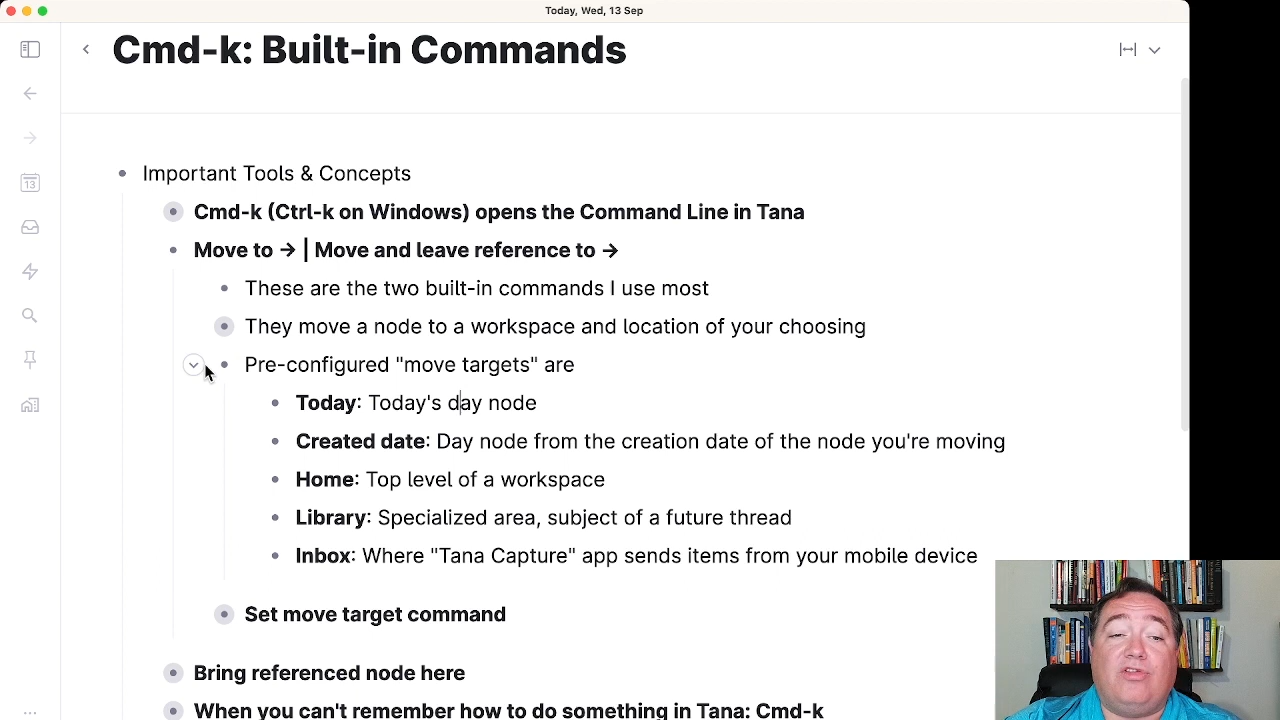 Today, Wed, 13 Sep
Cmd-k: Built-in Commands
13
Important Tools & Concepts
Cmd-k (Ctrl-k on Windows) opens the Command Line in Tana
Move to → | Move and leave reference to →
These are the two built-in commands I use most
They move a node to a workspace and location of your choosing
Pre-configured "move targets" are
Today: Today's day node
Created date: Day node from the creation date of the node you're moving
Home: Top level of a workspace
Library: Specialized area, subject of a future thread
Inbox: Where "Tana Capture" app sends items from your mobile device
Set move target command
Bring referenced node here
When you can't remember how to do something in Tana: Cmd-k